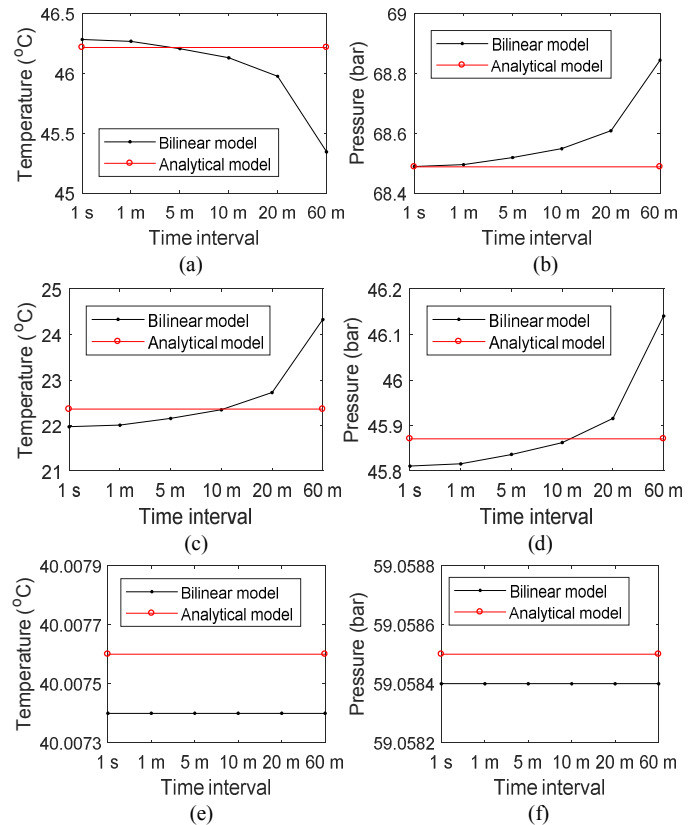 46.5
46
45.5
45
Temperature (°C)
Bilinear model
Analytical model
1 s 1 m 5 m 10 m 20 m 60 m
Time interval
(a)
69
68.8
68.6
68.4
Pressure (bar)
Bilinear model
Analytical model
1 s 1 m 5 m 10 m 20 m 60 m
Time interval
(b)
25
24
23
22
21
Temperature (°C)
Bilinear model
Analytical model
1 s 1 m 5 m 10 m 20 m 60 m
Time interval
(c)
46.2
46.1
46
45.9
45.8
Pressure (bar)
Bilinear model
Analytical model
1 s 1 m 5 m 10 m 20 m 60 m
Time interval
(d)
40.0079
40.0077
40.0075
40.0073
Temperature (°C)
Bilinear model
Analytical model
1 s 1 m 5 m 10 m 20 m 60 m
Time interval
(e)
59.0588
59.0586
59.0584
59.0582
Pressure (bar)
Bilinear model
Analytical model
1 s 1 m 5 m 10 m 20 m 60 m
Time interval
(f)